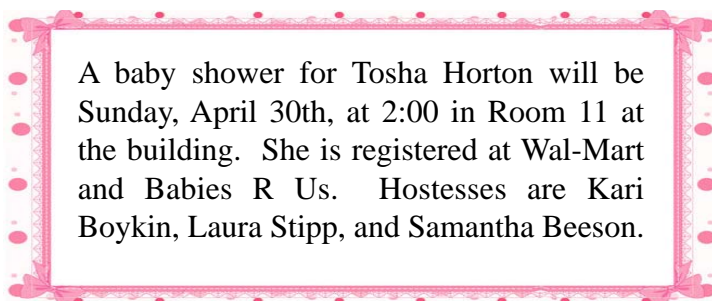 A baby shower for Tosha Horton will be
Sunday, April 30th, at 2:00 in Room 11 at
the building. She is registered at Wal-Mart
and Babies R Us. Hostesses are Kari
Boykin, Laura Stipp, and Samantha Beeson.